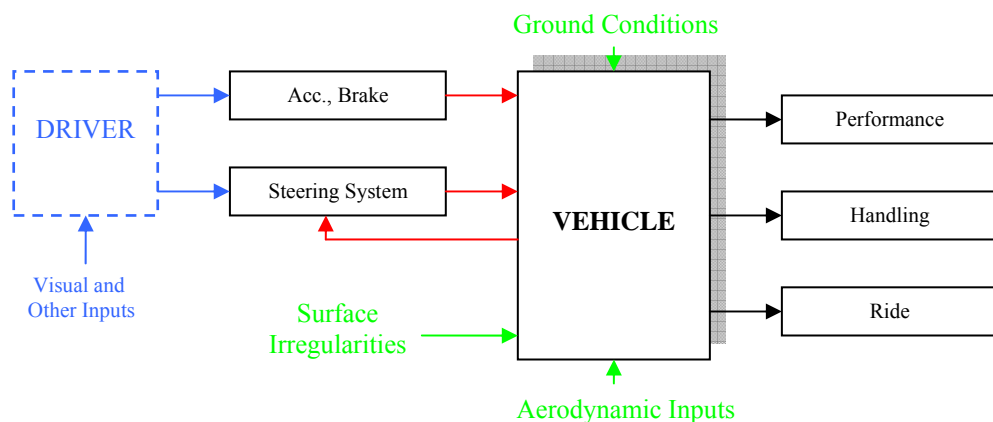 Ground Conditions
Acc., Brake
DRIVER
Performance
Steering System
VEHICLE
Handling
Visual and
Other Inputs
Surface
Irregularities
Ride
Aerodynamic Inputs